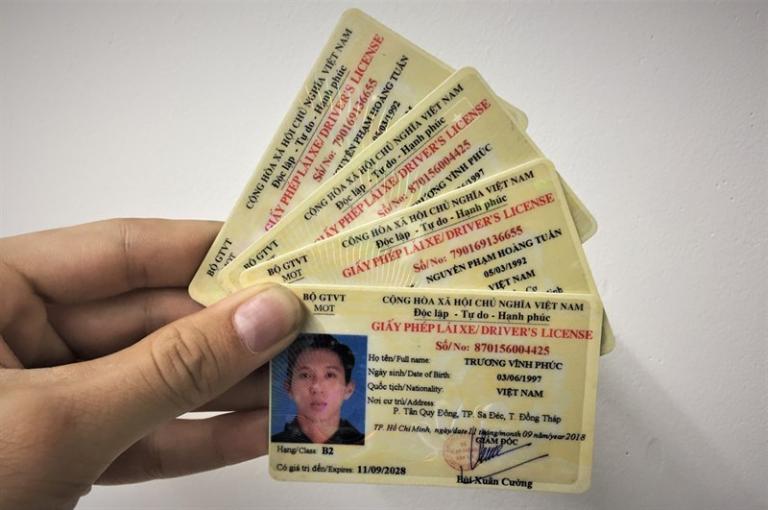 CỘNG HÒA XÃ HỘI CHỦ NGHĨA VIỆT NAM
Độc lập - Tự do - Hạnh phúc
GIẤY PHÉP LÁI XE/DRIVER'S LICENSE
Số/No: 790169136655
NGUYỄN PHẠM HOÀNG TUẤN
03/1992
BỘ GTVT
CỘNG HÒA XÃ HỘI CHỦ NGHĨA VIỆT NAM
Độc lập - Tự do - Hạnh phúc
GIẤY PHÉP LÁI XE/DRIVER'S LICENSE
Số/No: 870156004425
TRƯƠNG VĨNH PHÚC
/1997
BỘ GTVT
MOT
CỘNG HÒA XÃ HỘI CHỦ NGHĨA VIỆT NAM
Độc lập - Tự do - Hạnh phúc
GIẤY PHÉP LÁI XE/DRIVER'S LICENSE
Số/No: 790169136655
NGUYỄN PHẠM HOÀNG TUẤN
05/03/1992
VIỆT NAM
BỘ GTVT
MOT
BỘ GTVT
MOT
CỘNG HÒA XÃ HỘI CHỦ NGHĨA VIỆT NAM
Độc lập - Tự do - Hạnh phúc
GIẤY PHÉP LÁI XE/DRIVER'S LICENSE
Số/No: 870156004425
Họ tên/Full name: TRƯƠNG VĨNH PHÚC
Ngày sinh/Date of Birth: 03/06/1997
Quốc tịch/Nationality: VIỆT NAM
Nơi cư trú/Address:
P. Tân Quy Đông, TP. Sa Đéc, T. Đồng Tháp
TP. Hồ Chí Minh, ngày/date 11 tháng/month 09 năm/year 2018
GIÁM ĐỐC
Hạng/Class: B2
Có giá trị đến/Expires: 11/09/2028
Bùi Xuân Cường